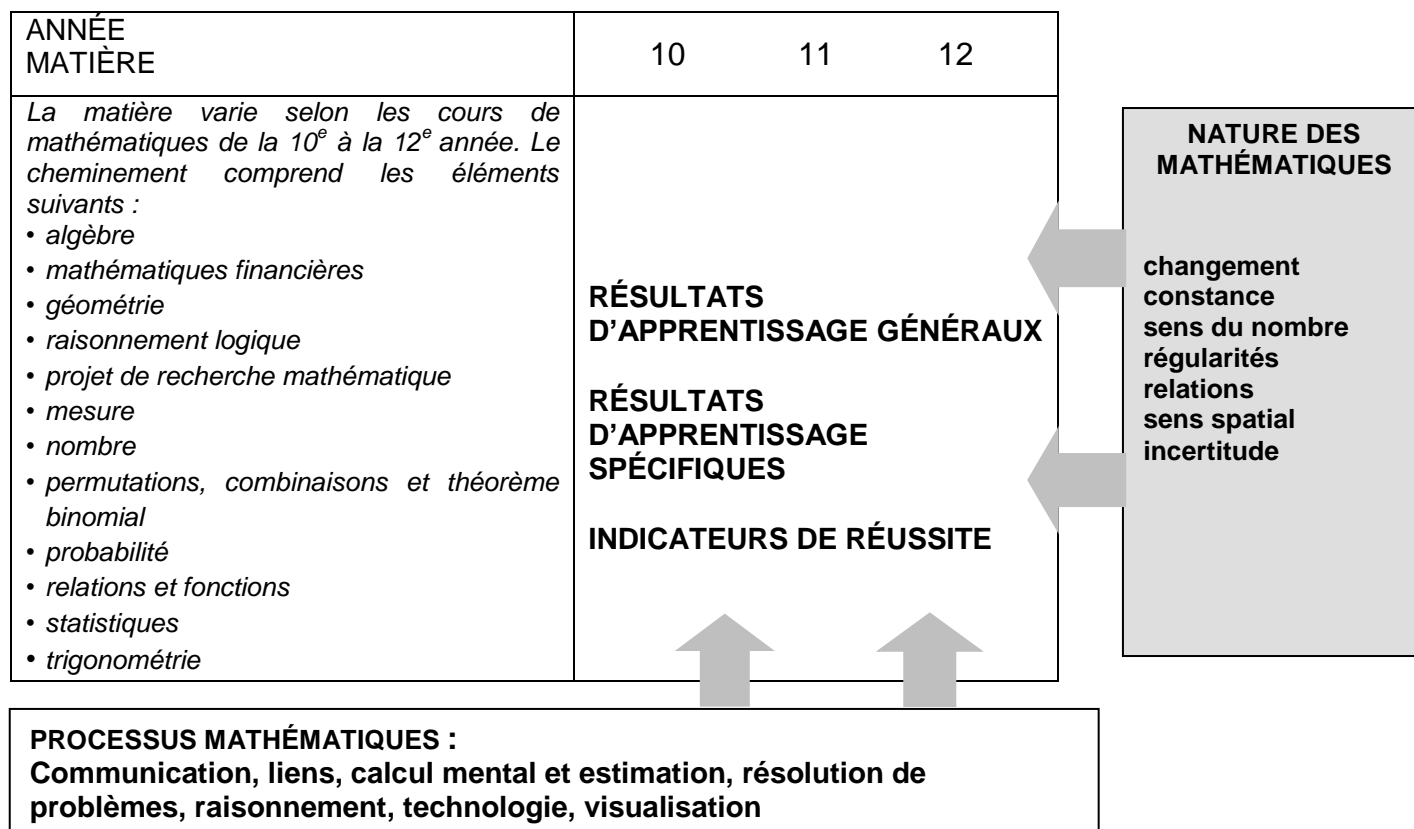 ANNÉE
MATIÈRE
10 11 12
La matière varie selon les cours de
mathématiques de la 10e à la 12e année. Le
cheminement comprend les éléments
suivants :
• algèbre
• mathématiques financières
• géométrie
• raisonnement logique
• projet de recherche mathématique
• mesure
• nombre
• permutations, combinaisons et théorème
binomial
• probabilité
• relations et fonctions
• statistiques
• trigonométrie
RÉSULTATS
D’APPRENTISSAGE GÉNÉRAUX
RÉSULTATS
D’APPRENTISSAGE
SPÉCIFIQUES
INDICATEURS DE RÉUSSITE
NATURE DES
MATHÉMATIQUES
changement
constance
sens du nombre
régularités
relations
sens spatial
incertitude
PROCESSUS MATHÉMATIQUES :
Communication, liens, calcul mental et estimation, résolution de
problèmes, raisonnement, technologie, visualisation